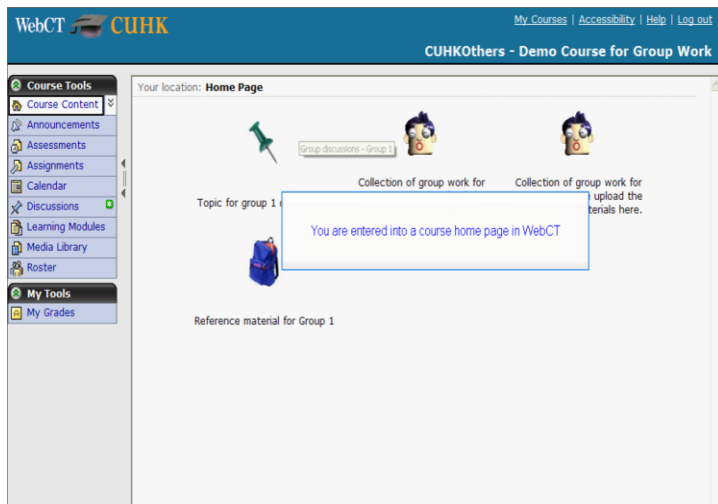 WebCT CUHK
My Courses | Accessibility | Help | Log out
CUHKOthers - Demo Course for Group Work
Course Tools
Course Content
Announcements
Assessments
Assignments
Calendar
Discussions
Learning Modules
Media Library
Roster
My Tools
My Grades
Your location: Home Page
Group discussions - Group 1
Topic for group 1
Collection of group work for
Collection of group work for
upload the
terials here.
You are entered into a course home page in WebCT
Reference material for Group 1